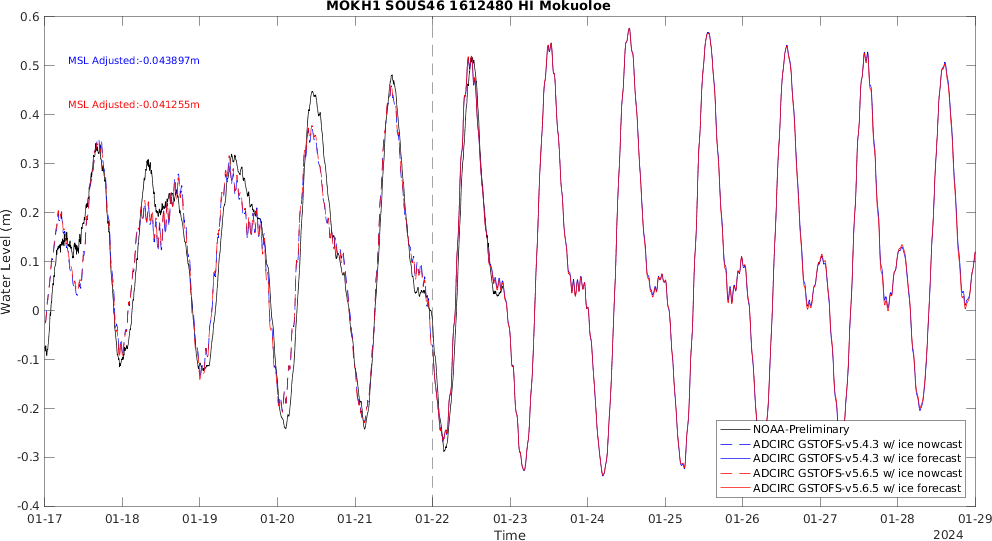 MOKH1 SOUS46 1612480 HI Mokuoloe
0.6
0.5
0.4
0.3
0.2
0.1
0
-0.1
-0.2
-0.3
-0.4
Water Level (m)
MSL Adjusted:-0.043897m
MSL Adjusted:-0.041255m
NOAA-Preliminary
ADCIRC GSTOFS-v5.4.3 w/ ice nowcast
ADCIRC GSTOFS-v5.4.3 w/ ice forecast
ADCIRC GSTOFS-v5.6.5 w/ ice nowcast
ADCIRC GSTOFS-v5.6.5 w/ ice forecast
01-17 01-18 01-19 01-20 01-21 01-22 01-23 01-24 01-25 01-26 01-27 01-28 01-29
Time
2024